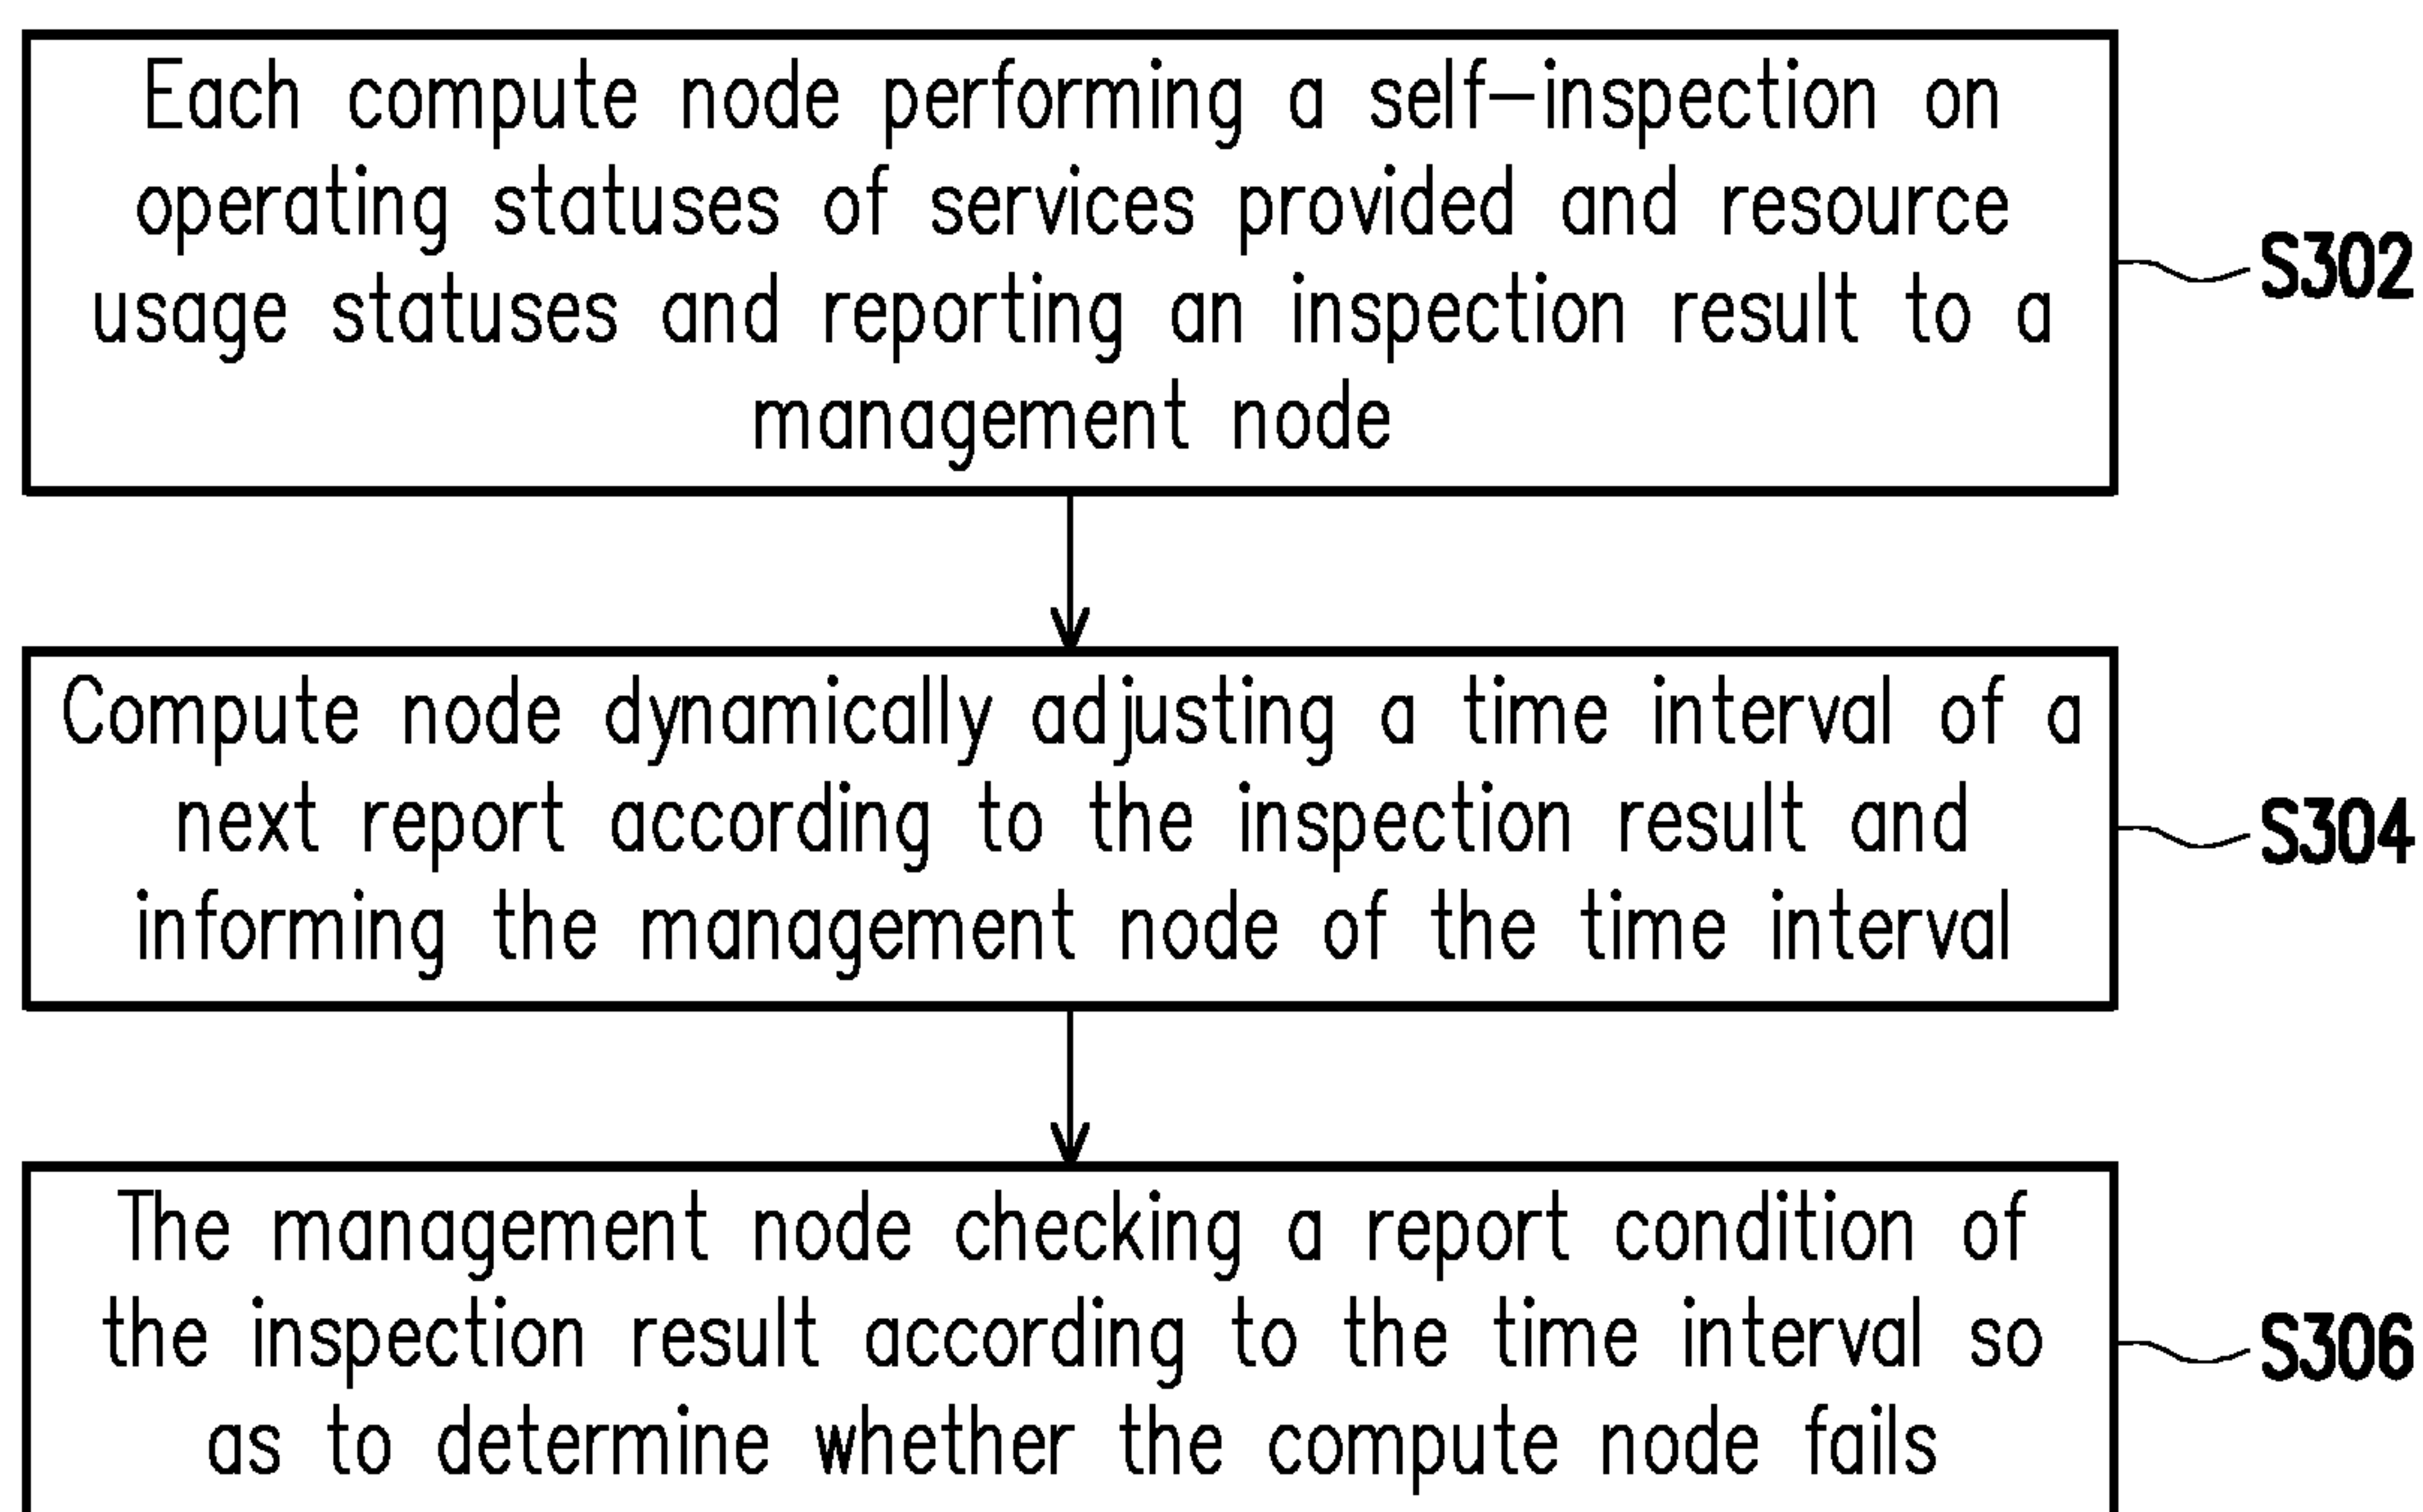 Each compute node performing a self-inspection on
operating statuses of services provided and resource
usage statuses and reporting an inspection result to a
management node
S302
Compute node dynamically adjusting a time interval of a
next report according to the inspection result and
informing the management node of the time interval
S304
The management node checking a report condition of
the inspection result according to the time interval so
as to determine whether the compute node fails
S306